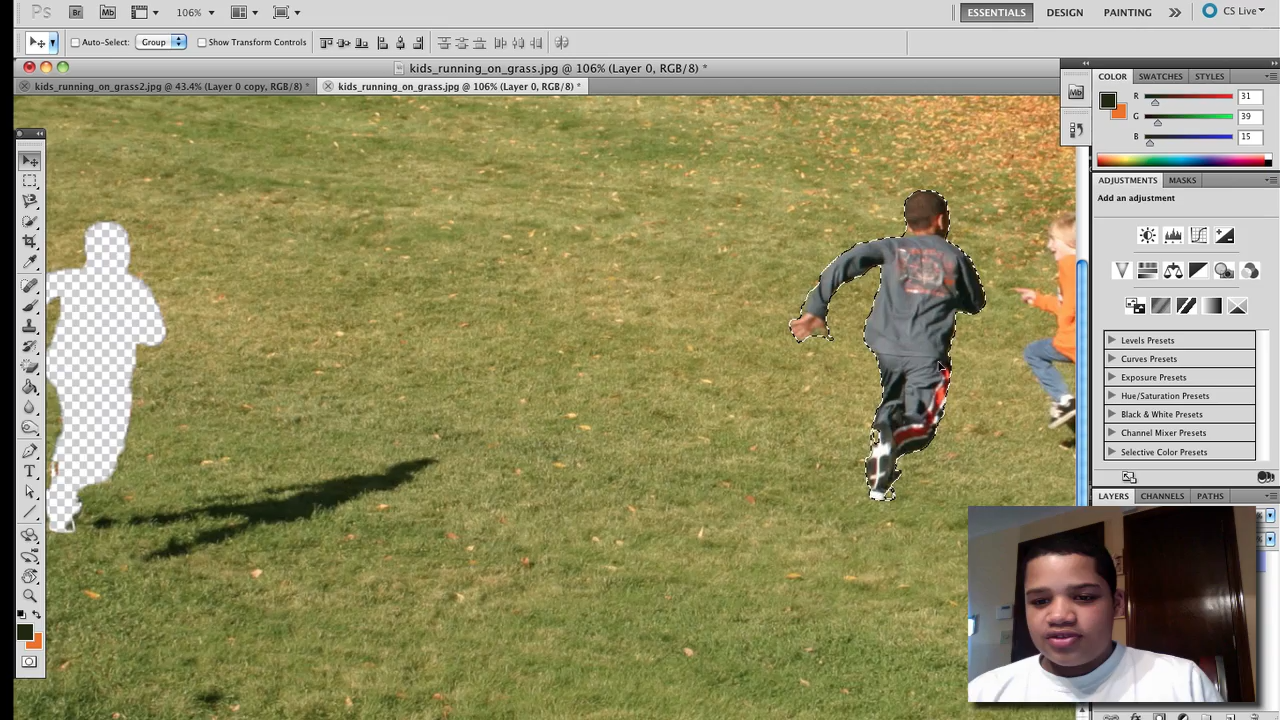 Ps Br Mb 106% ESSENTIALS DESIGN PAINTING CS Live
Auto-Select: Group Show Transform Controls
kids_running_on_grass.jpg @ 106% (Layer 0, RGB/8) *
kids_running_on_grass2.jpg @ 43.4% (Layer 0 copy, RGB/8) * kids_running_on_grass.jpg @ 106% (Layer 0, RGB/8) *
Mb
COLOR SWATCHES STYLES
R 31
G 39
B 15
ADJUSTMENTS MASKS
Add an adjustment
Levels Presets
Curves Presets
Exposure Presets
Hue/Saturation Presets
Black & White Presets
Channel Mixer Presets
Selective Color Presets
LAYERS CHANNELS PATHS
T